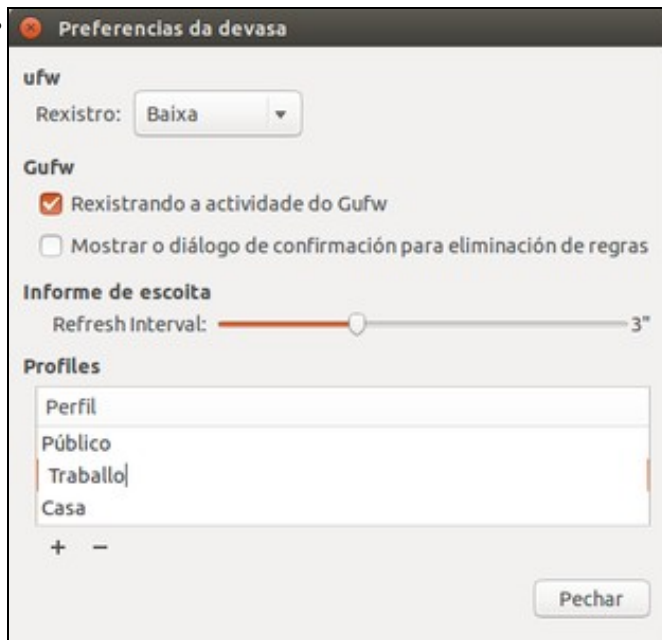 Preferencias da devasa
ufw
Rexistro: Baixa
Gufw
Rexistrando a actividade do Gufw
Mostrar o diálogo de confirmación para eliminación de regras
Informe de escoita
Refresh Interval: 3"
Profiles
Perfil
Público
Traballo
Casa
+ −
Pechar